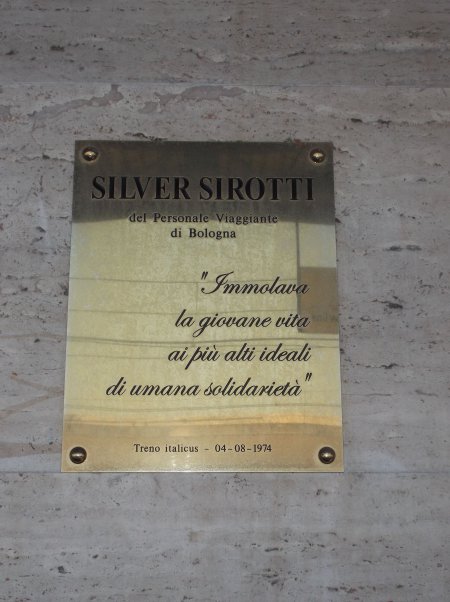 SILVER SIROTTI
del Personale Viaggiante
di Bologna
"Immolava
la giovane vita
ai più alti ideali
di umana solidarietà"
Treno italicus - 04-08-1974